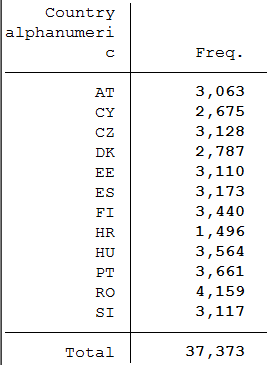 Country
alphanumeri
c Freq.
AT 3,063
CY 2,675
CZ 3,128
DK 2,787
EE 3,110
ES 3,173
FI 3,440
HR 1,496
HU 3,564
PT 3,661
RO 4,159
SI 3,117
Total 37,373